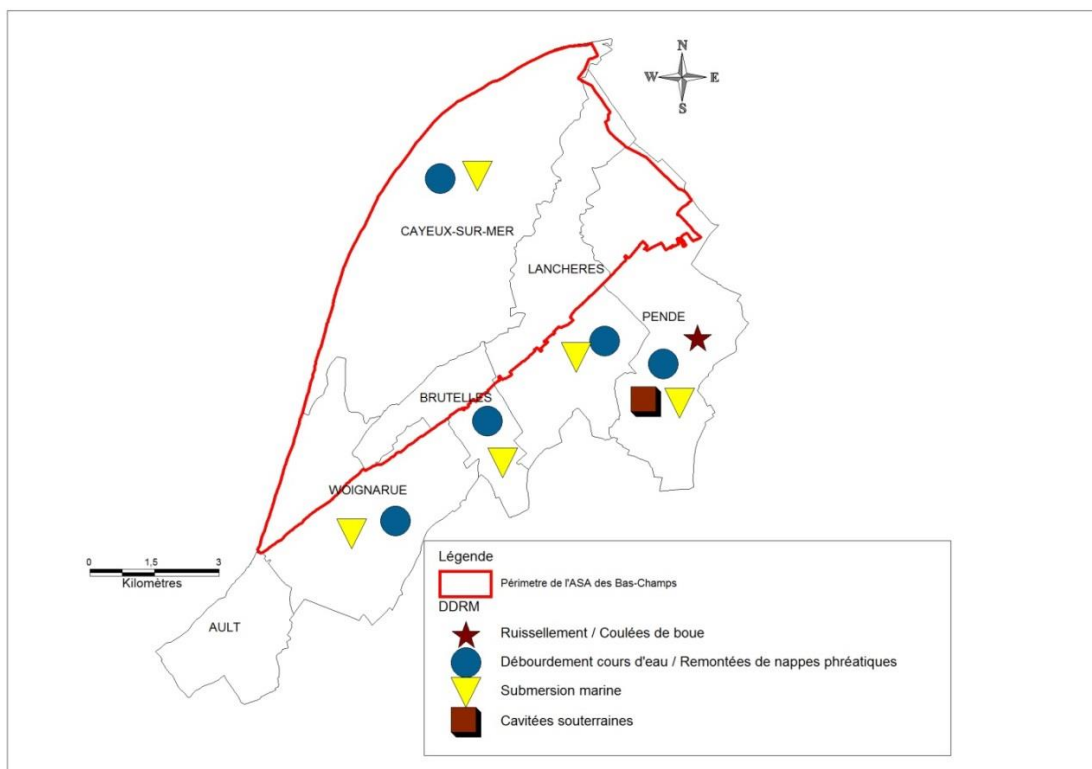 N
W E
S
CAYEUX-SUR-MER
LANCHERES
PENDE
BRUTELLES
WOIGNARUE
AULT
0 1,5 3
Kilomètres
Légende
Périmetre de l'ASA des Bas-Champs
DDRM
Ruissellement / Coulées de boue
Débourdement cours d'eau / Remontées de nappes phréatiques
Submersion marine
Cavitées souterraines